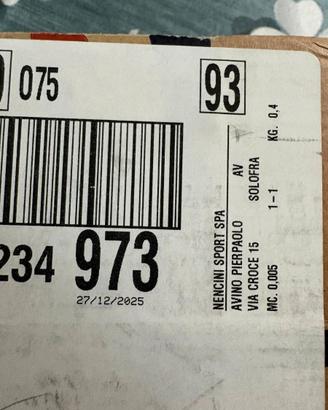 075
93
234 973
27/12/2025
NENCINI SPORT SPA
AVINO PIERPAOLO AV
VIA CROCE 15 SOLOFRA
MC. 0,005 1-1 KG. 0,4